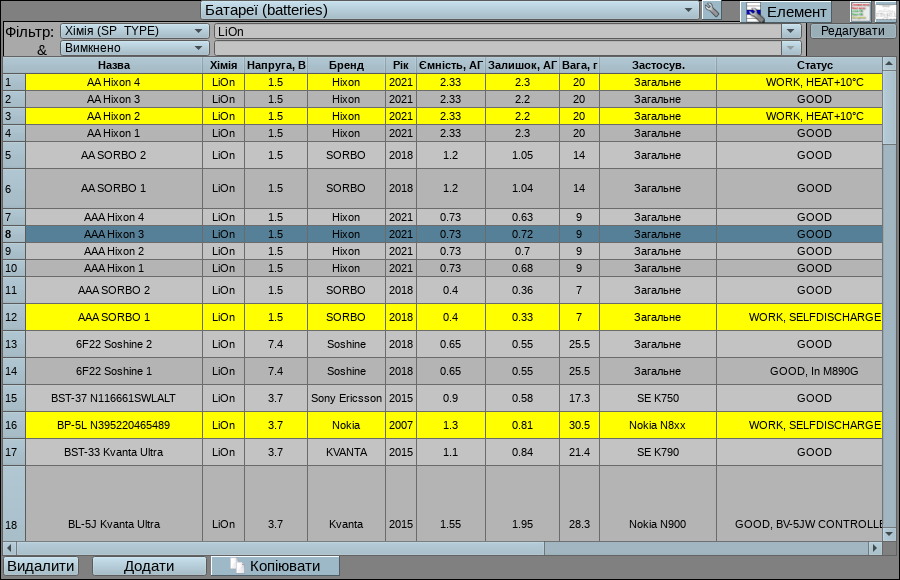 Батареї (batteries)
Елемент
Фільтр:
Хімія (SP_TYPE)
LiOn
Редагувати
&
Вимкнено
Назва Хімія Напруга, В Бренд Рік Ємність, АГ Залишок, АГ Вага, г Застосув. Статус
1 AA Hixon 4 LiOn 1.5 Hixon 2021 2.33 2.3 20 Загальне WORK, HEAT+10°C
2 AA Hixon 3 LiOn 1.5 Hixon 2021 2.33 2.2 20 Загальне GOOD
3 AA Hixon 2 LiOn 1.5 Hixon 2021 2.33 2.2 20 Загальне WORK, HEAT+10°C
4 AA Hixon 1 LiOn 1.5 Hixon 2021 2.33 2.3 20 Загальне GOOD
5 AA SORBO 2 LiOn 1.5 SORBO 2018 1.2 1.05 14 Загальне GOOD
6 AA SORBO 1 LiOn 1.5 SORBO 2018 1.2 1.04 14 Загальне GOOD
7 AAA Hixon 4 LiOn 1.5 Hixon 2021 0.73 0.63 9 Загальне GOOD
8 AAA Hixon 3 LiOn 1.5 Hixon 2021 0.73 0.72 9 Загальне GOOD
9 AAA Hixon 2 LiOn 1.5 Hixon 2021 0.73 0.7 9 Загальне GOOD
10 AAA Hixon 1 LiOn 1.5 Hixon 2021 0.73 0.68 9 Загальне GOOD
11 AAA SORBO 2 LiOn 1.5 SORBO 2018 0.4 0.36 7 Загальне GOOD
12 AAA SORBO 1 LiOn 1.5 SORBO 2018 0.4 0.33 7 Загальне WORK, SELFDISCHARGE
13 6F22 Soshine 2 LiOn 7.4 Soshine 2018 0.65 0.55 25.5 Загальне GOOD
14 6F22 Soshine 1 LiOn 7.4 Soshine 2018 0.65 0.55 25.5 Загальне GOOD, In M890G
15 BST-37 N116661SWLALT LiOn 3.7 Sony Ericsson 2015 0.9 0.58 17.3 SE K750 GOOD
16 BP-5L N395220465489 LiOn 3.7 Nokia 2007 1.3 0.81 30.5 Nokia N8xx WORK, SELFDISCHARGE
17 BST-33 Kvanta Ultra LiOn 3.7 KVANTA 2015 1.1 0.84 21.4 SE K790 GOOD
18 BL-5J Kvanta Ultra LiOn 3.7 Kvanta 2015 1.55 1.95 28.3 Nokia N900 GOOD, BV-5JW CONTROLLE
Видалити Додати Копіювати